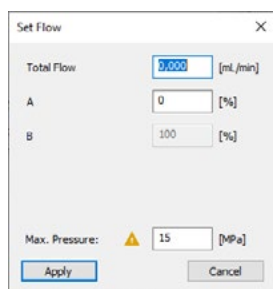 Set Flow
Total Flow 0.000 [mL/min]
A 0 [%]
B 100 [%]
Max. Pressure: 15 [MPa]
Apply Cancel